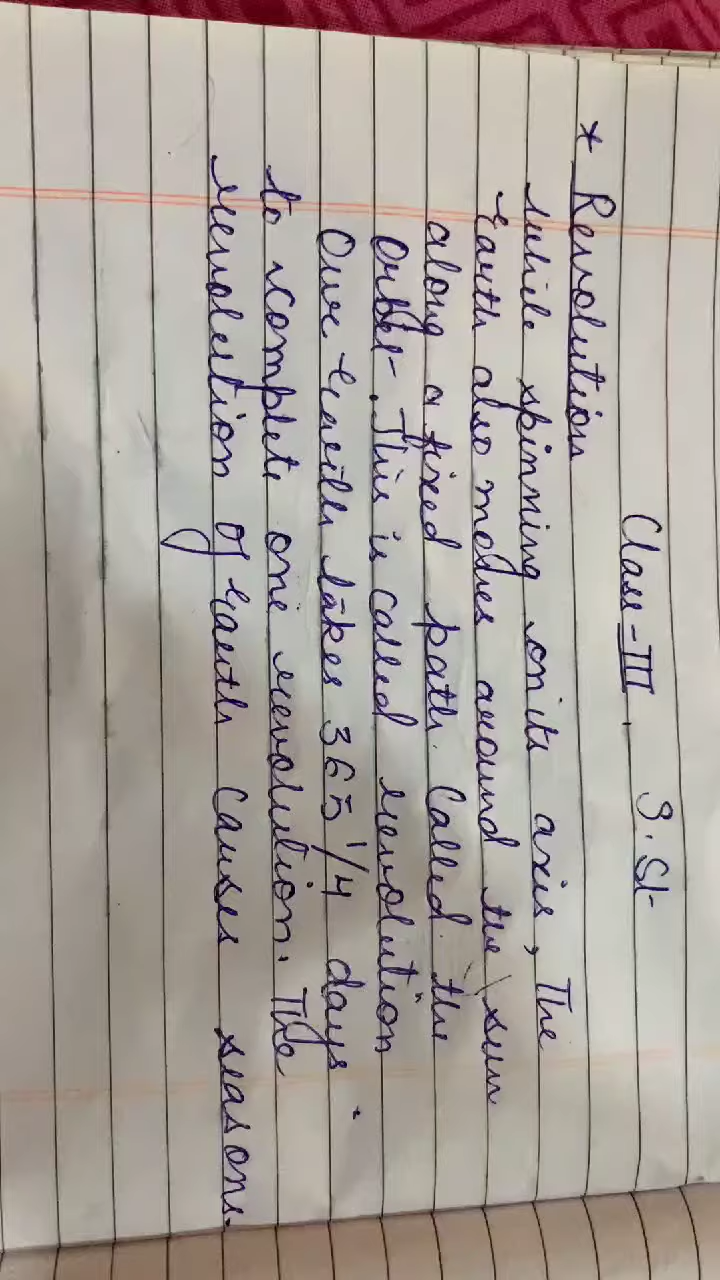 S.St
Class-III
* Revolution
while spinning on its axis, The
Earth also moves around the sun
along a fixed path. Called the
Orbet. This is called revolution
Our Earth takes 365 1/4 days.
to complete one revolution. The
revolution of Earth causes seasons.